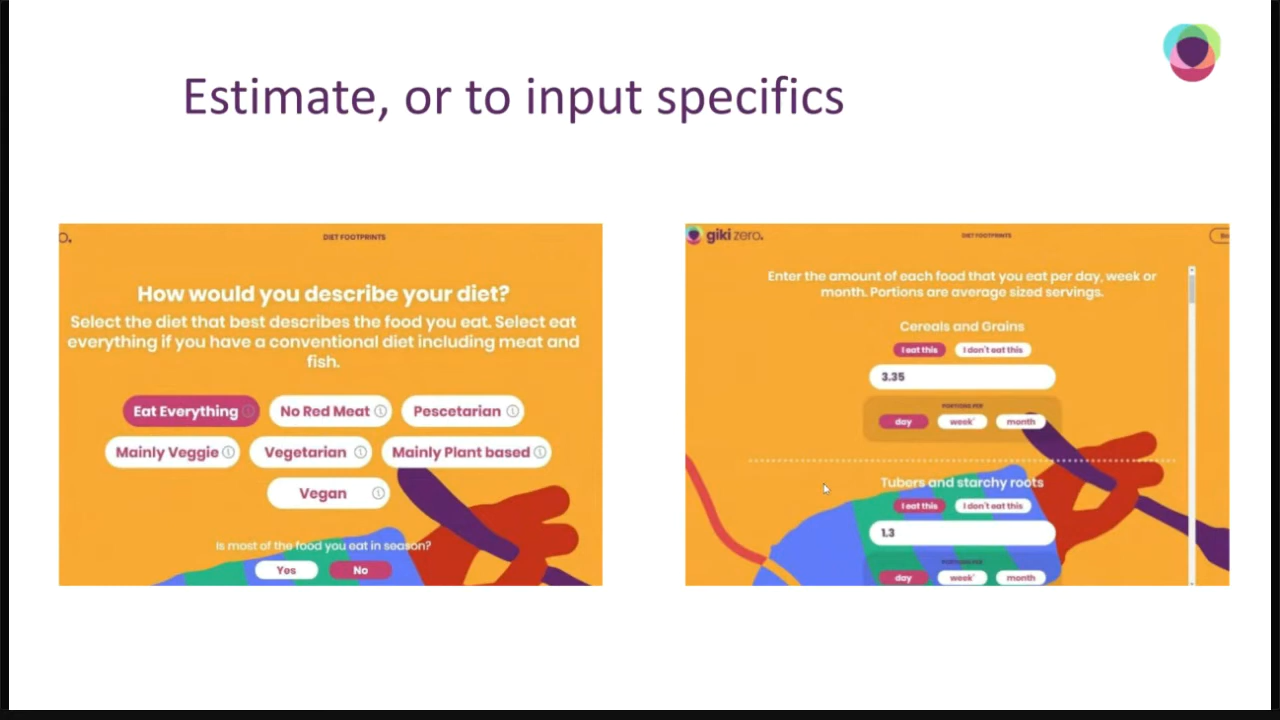 Estimate, or to input specifics
o.
DIET FOOTPRINTS
How would you describe your diet?
Select the diet that best describes the food you eat. Select eat
everything if you have a conventional diet including meat and
fish.
Eat Everything
No Red Meat
Pescetarian
Mainly Veggie
Vegetarian
Mainly Plant based
Vegan
Is most of the food you eat in season?
Yes
No
giki zero.
DIET FOOTPRINTS
Enter the amount of each food that you eat per day, week or
month. Portions are average sized servings.
Cereals and Grains
I eat this
I don't eat this
3.35
PORTIONS PER
day
week
month
Tubers and starchy roots
I eat this
I don't eat this
1.3
PORTIONS PER
day
week
month